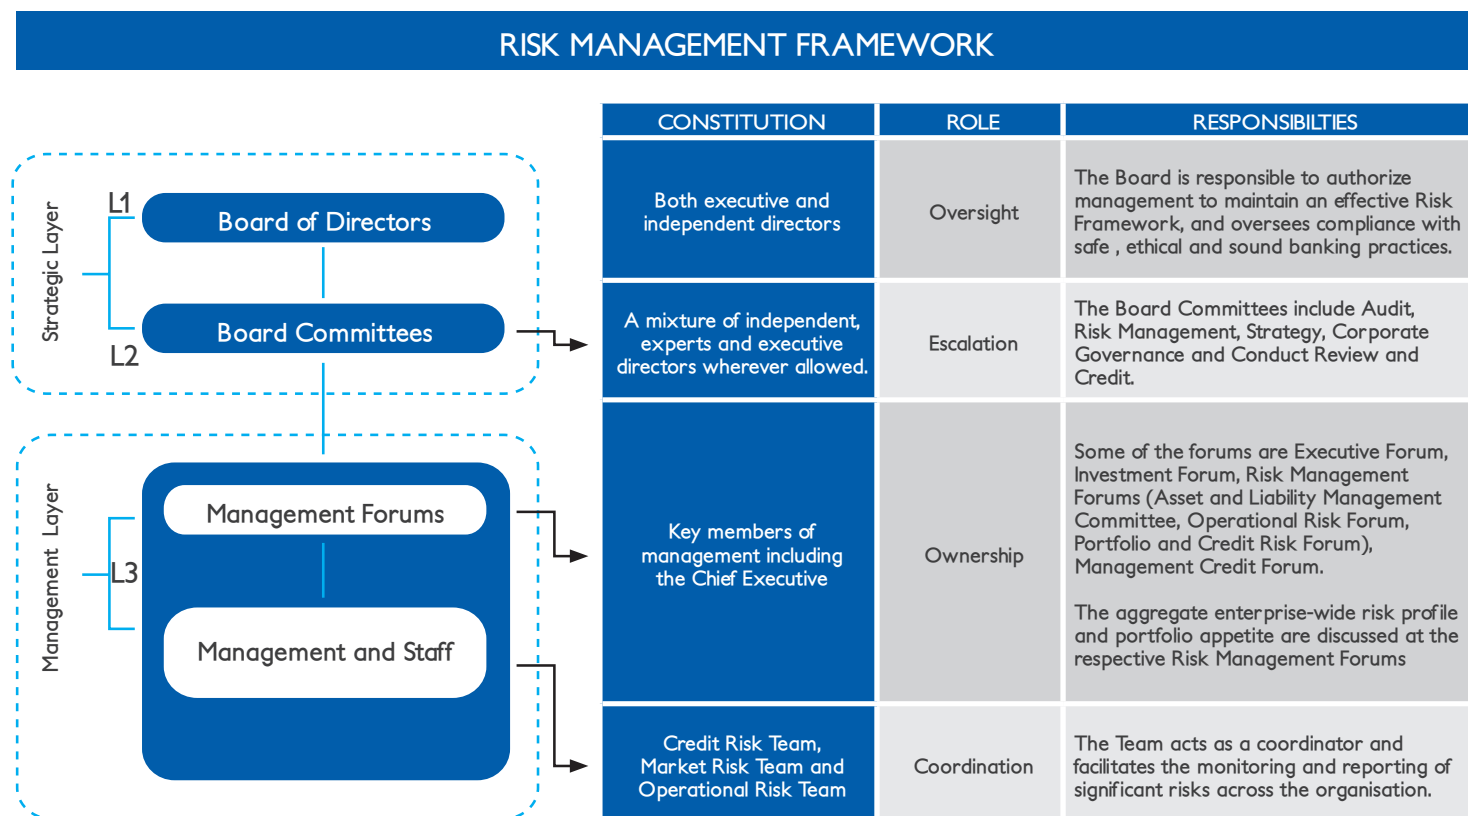 RISK MANAGEMENT FRAMEWORK
CONSTITUTION
ROLE
RESPONSIBILTIES
Strategic Layer
L1
Board of Directors
Board Committees
L2
Both executive and
independent directors
Oversight
The Board is responsible to authorize
management to maintain an effective Risk
Framework, and oversees compliance with
safe , ethical and sound banking practices.
A mixture of independent,
experts and executive
directors wherever allowed.
Escalation
The Board Committees include Audit,
Risk Management, Strategy, Corporate
Governance and Conduct Review and
Credit.
Management Layer
L3
Management Forums
Management and Staff
Key members of
management including
the Chief Executive
Ownership
Some of the forums are Executive Forum,
Investment Forum, Risk Management
Forums (Asset and Liability Management
Committee, Operational Risk Forum,
Portfolio and Credit Risk Forum),
Management Credit Forum.
The aggregate enterprise-wide risk profile
and portfolio appetite are discussed at the
respective Risk Management Forums
Credit Risk Team,
Market Risk Team and
Operational Risk Team
Coordination
The Team acts as a coordinator and
facilitates the monitoring and reporting of
significant risks across the organisation.